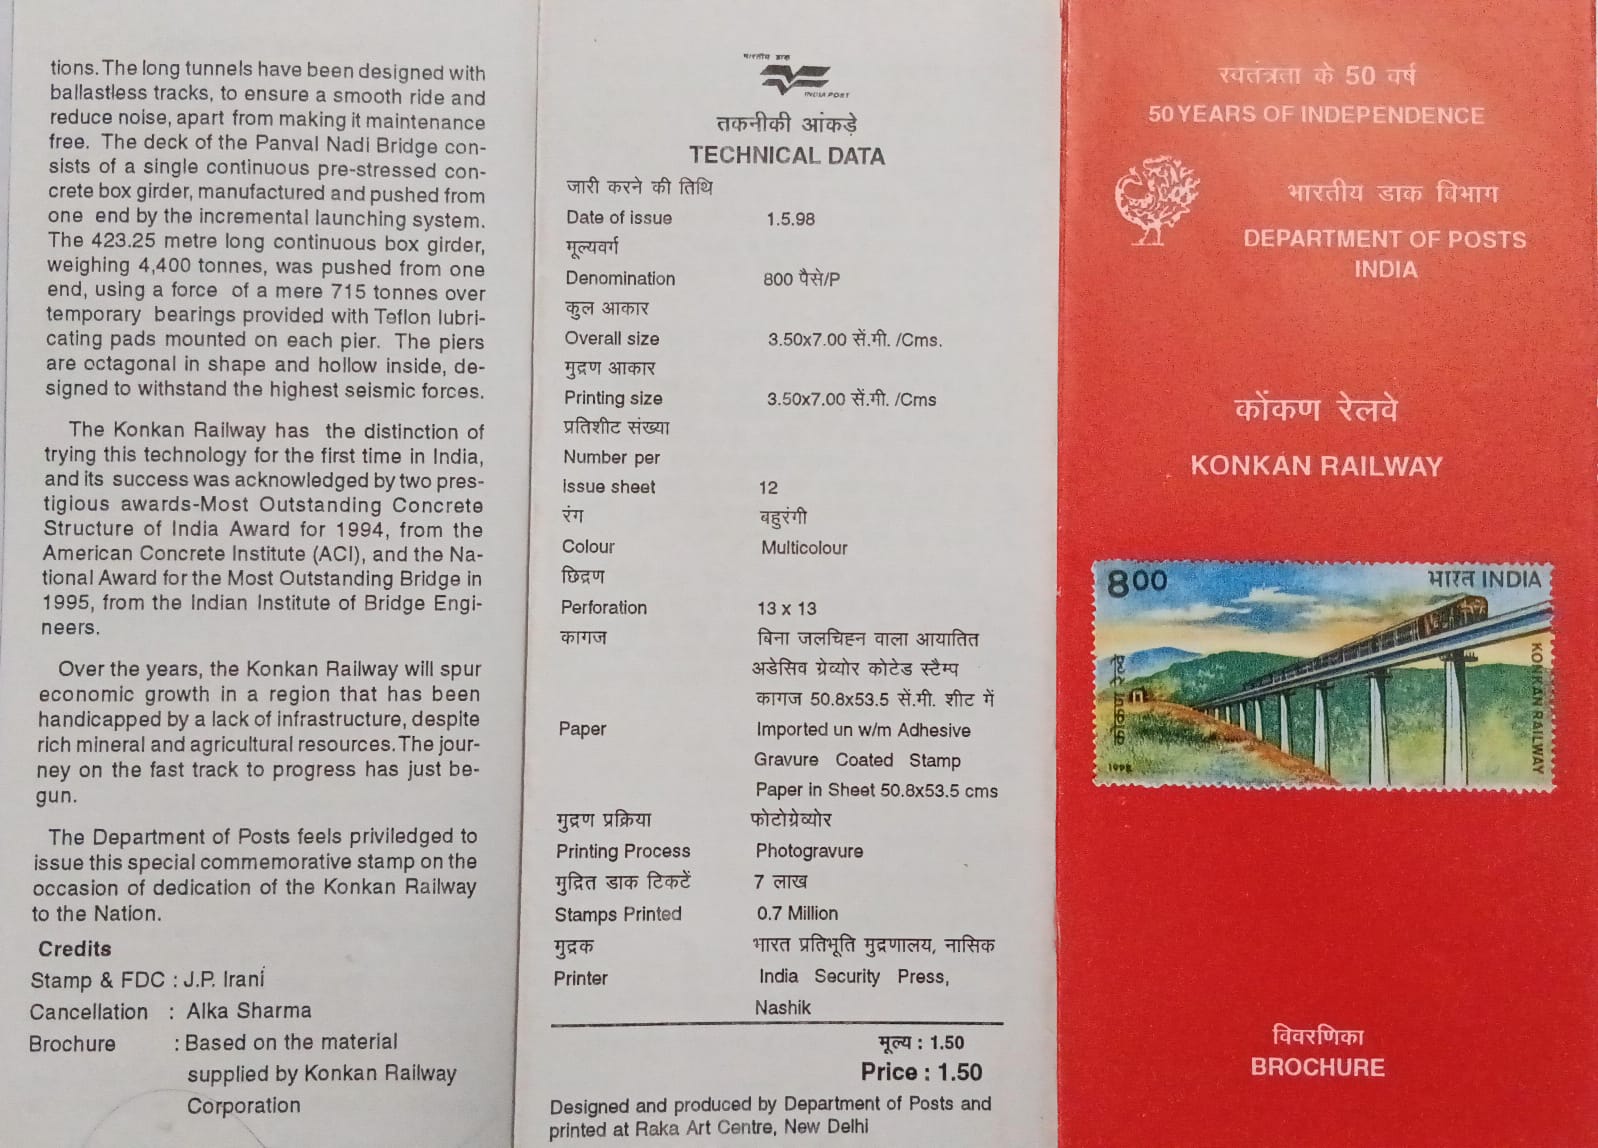 tions. The long tunnels have been designed with
ballastless tracks, to ensure a smooth ride and
reduce noise, apart from making it maintenance
free. The deck of the Panval Nadi Bridge con-
sists of a single continuous pre-stressed con-
crete box girder, manufactured and pushed from
one end by the incremental launching system.
The 423.25 metre long continuous box girder,
weighing 4,400 tonnes, was pushed from one
end, using a force of a mere 715 tonnes over
temporary bearings provided with Teflon lubri-
cating pads mounted on each pier. The piers
are octagonal in shape and hollow inside, de-
signed to withstand the highest seismic forces.
The Konkan Railway has the distinction of
trying this technology for the first time in India,
and its success was acknowledged by two pres-
tigious awards-Most Outstanding Concrete
Structure of India Award for 1994, from the
American Concrete Institute (ACI), and the Na-
tional Award for the Most Outstanding Bridge in
1995, from the Indian Institute of Bridge Engi-
neers.
Over the years, the Konkan Railway will spur
economic growth in a region that has been
handicapped by a lack of infrastructure, despite
rich mineral and agricultural resources. The jour-
ney on the fast track to progress has just be-
gun.
The Department of Posts feels priviledged to
issue this special commemorative stamp on the
occasion of dedication of the Konkan Railway
to the Nation.
Credits
Stamp & FDC : J.P. Irani
Cancellation : Alka Sharma
Brochure : Based on the material
supplied by Konkan Railway
Corporation
भारतीय डाक
INDIA POST
तकनीकी आंकड़े
TECHNICAL DATA
जारी करने की तिथि
Date of issue 1.5.98
मूल्यवर्ग
Denomination 800 पैसे/P
कुल आकार
Overall size 3.50x7.00 सें.मी. /Cms.
मुद्रण आकार
Printing size 3.50x7.00 सें.मी. /Cms
प्रतिशीट संख्या
Number per
issue sheet 12
रंग बहुरंगी
Colour Multicolour
छिद्रण
Perforation 13 x 13
कागज बिना जलचिह्न वाला आयातित
अडेसिव ग्रेव्योर कोटेड स्टैम्प
कागज 50.8x53.5 सें.मी. शीट में
Paper Imported un w/m Adhesive
Gravure Coated Stamp
Paper in Sheet 50.8x53.5 cms
मुद्रण प्रक्रिया फोटोग्रेव्योर
Printing Process Photogravure
मुद्रित डाक टिकटें 7 लाख
Stamps Printed 0.7 Million
मुद्रक भारत प्रतिभूति मुद्रणालय, नासिक
Printer India Security Press,
Nashik
मूल्य : 1.50
Price : 1.50
Designed and produced by Department of Posts and
printed at Raka Art Centre, New Delhi
स्वतंत्रता के 50 वर्ष
50 YEARS OF INDEPENDENCE
भारतीय डाक विभाग
DEPARTMENT OF POSTS
INDIA
कोंकण रेलवे
KONKAN RAILWAY
800 भारत INDIA
कोंकण रेलवे
KONKAN RAILWAY
1998
विवरणिका
BROCHURE